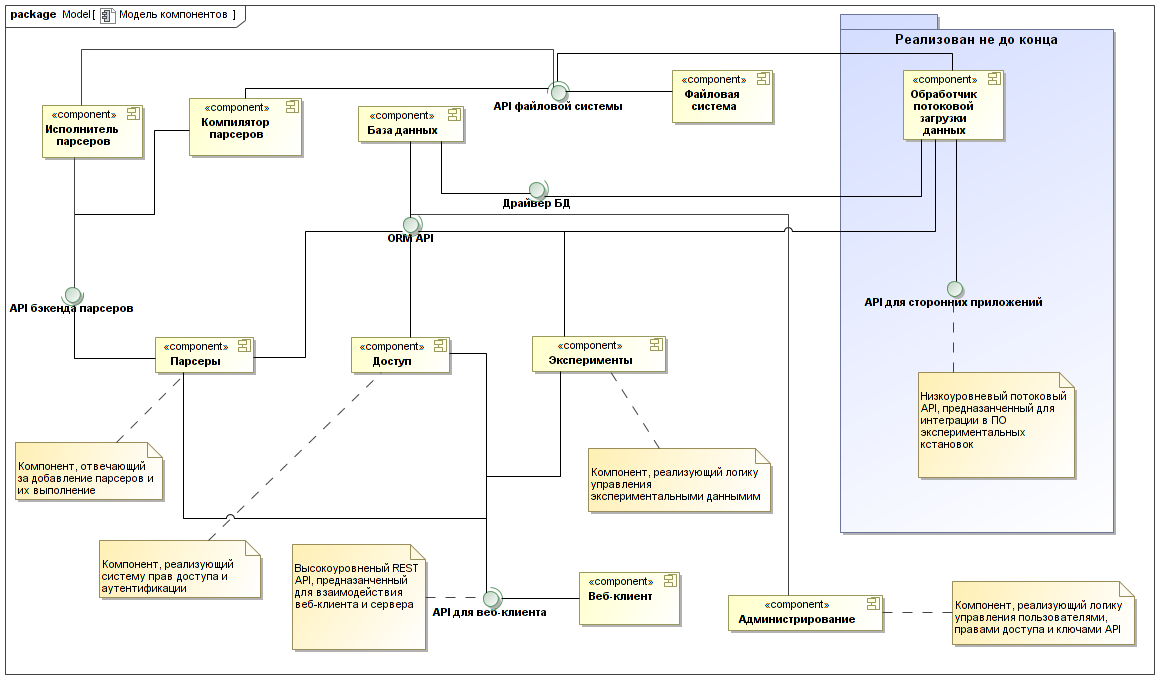 package Model[ Модель компонентов ]
Реализован не до конца
«component»
Исполнитель
парсеров
«component»
Компилятор
парсеров
«component»
База данных
API файловой системы
«component»
Файловая
система
«component»
Обработчик
потоковой
загрузки
данных
Драйвер БД
ORM API
API бэкенда парсеров
API для сторонних приложений
«component»
Парсеры
«component»
Доступ
«component»
Эксперименты
Низкоуровневый потоковый
API, предназанченный для
интеграции в ПО
экспериментальных
кстановок
Компонент, отвечающий
за добавление парсеров и
их выполнение
Компонент, реализующий логику
управления
экспериментальными даннымим
Компонент, реализующий
систему прав доступа и
аутентификации
Высокоуровненый REST
API, предназанченный
для взаимодействия
веб-клиента и сервера
API для веб-клиента
«component»
Веб-клиент
«component»
Администрирование
Компонент, реализующий логику
управления пользователями,
правами доступа и ключами API